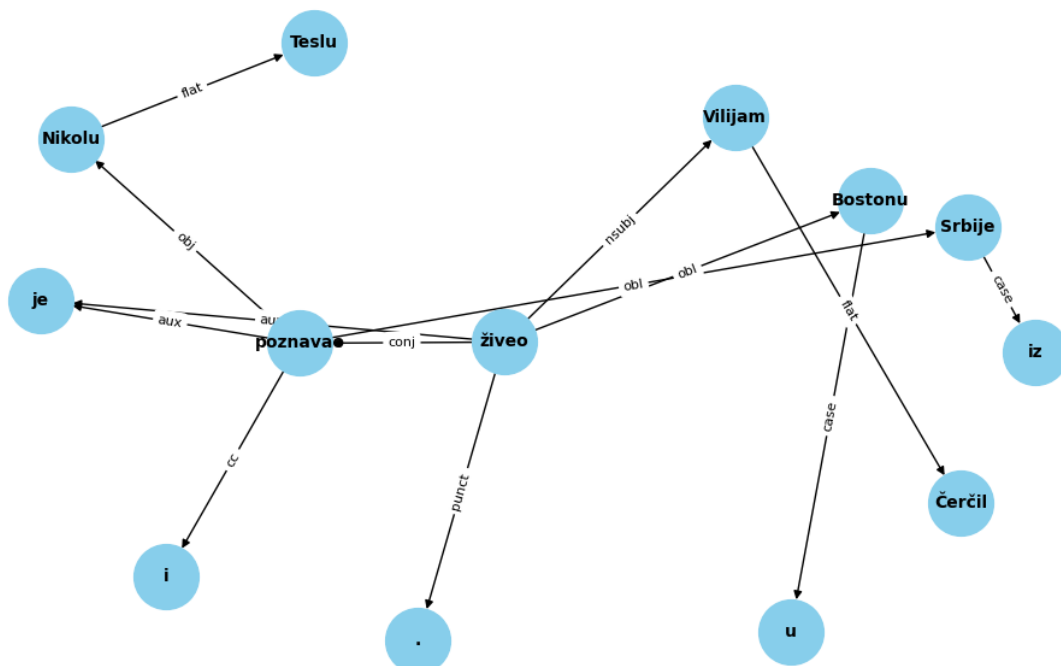 Teslu
flat
Vilijam
Nikolu
Bostonu
Srbije
nsubj
obj
obl
obl
case
je
aux
flat
poznavao
conj
živeo
iz
case
cc
punct
Čerčil
i
.
u